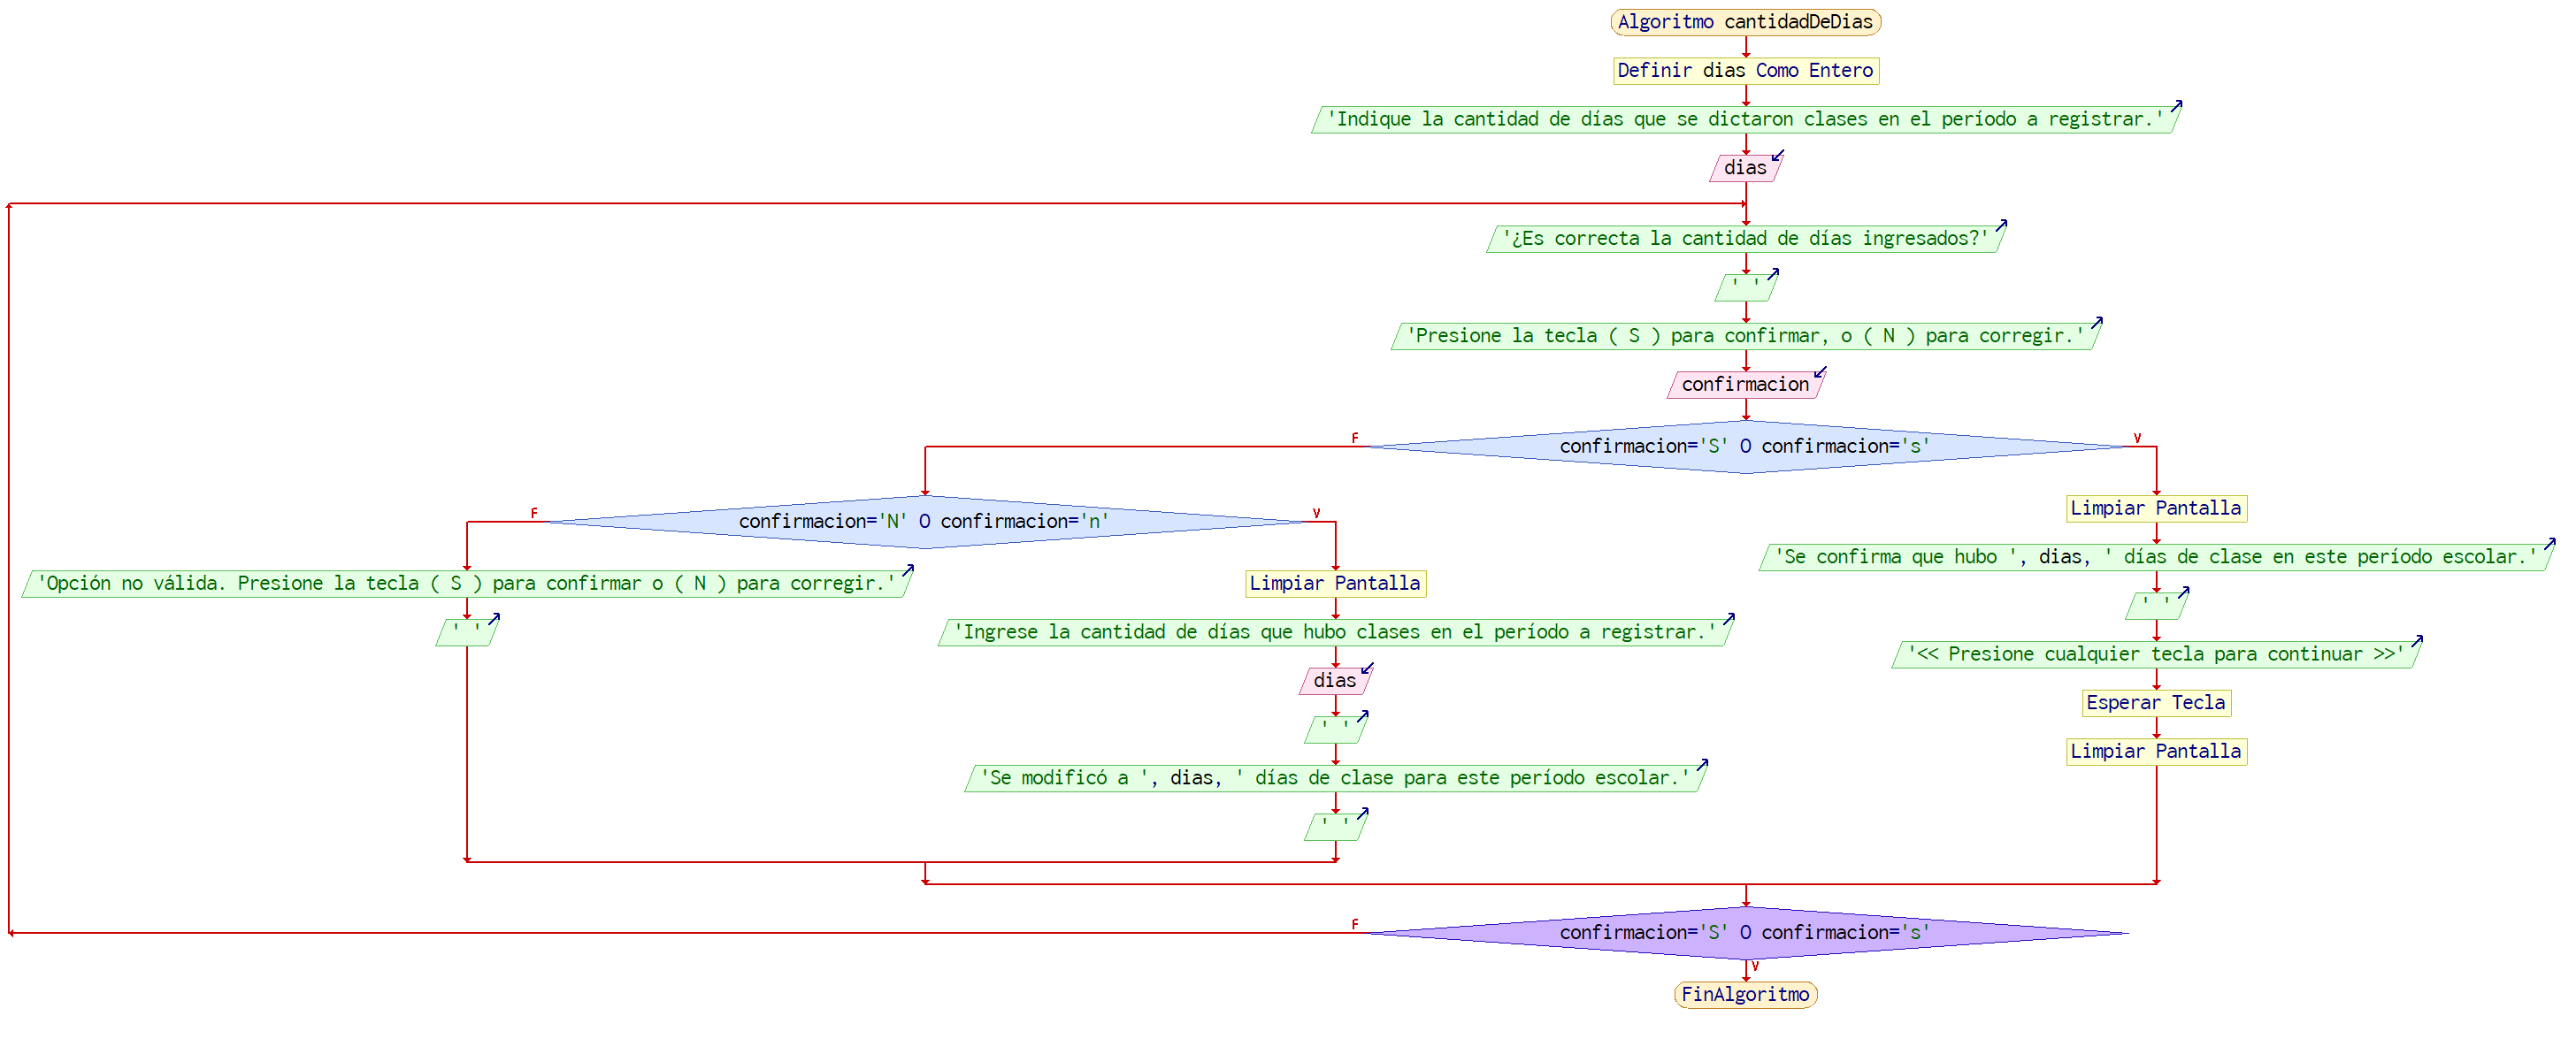 Algoritmo cantidadDeDias
Definir dias Como Entero
'Indique la cantidad de días que se dictaron clases en el período a registrar.'
dias
'¿Es correcta la cantidad de días ingresados?'
' '
'Presione la tecla ( S ) para confirmar, o ( N ) para corregir.'
confirmacion
F
confirmacion='S' O confirmacion='s'
V
F
confirmacion='N' O confirmacion='n'
V
'Opción no válida. Presione la tecla ( S ) para confirmar o ( N ) para corregir.'
' '
Limpiar Pantalla
'Ingrese la cantidad de días que hubo clases en el período a registrar.'
dias
' '
'Se modificó a ', dias, ' días de clase para este período escolar.'
' '
Limpiar Pantalla
'Se confirma que hubo ', dias, ' días de clase en este período escolar.'
' '
'<< Presione cualquier tecla para continuar >>'
Esperar Tecla
Limpiar Pantalla
F
confirmacion='S' O confirmacion='s'
V
FinAlgoritmo